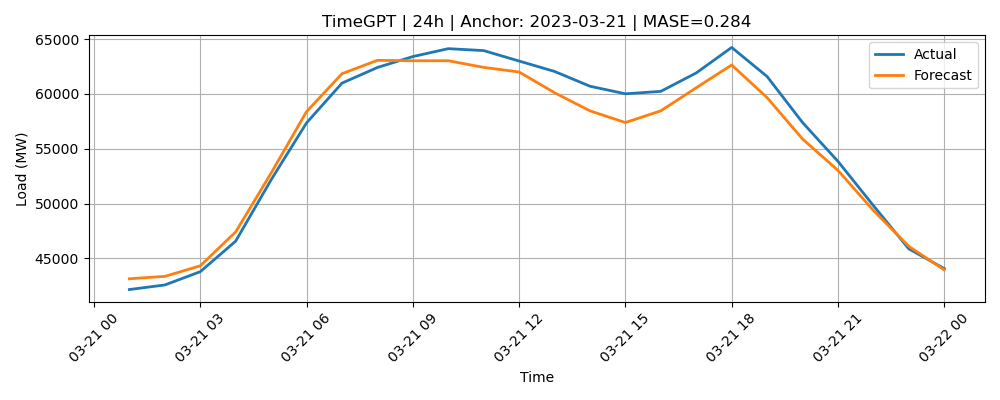 TimeGPT | 24h | Anchor: 2023-03-21 | MASE=0.284
Load (MW)
65000
60000
55000
50000
45000
Actual
Forecast
03-21 00
03-21 03
03-21 06
03-21 09
03-21 12
03-21 15
03-21 18
03-21 21
03-22 00
Time